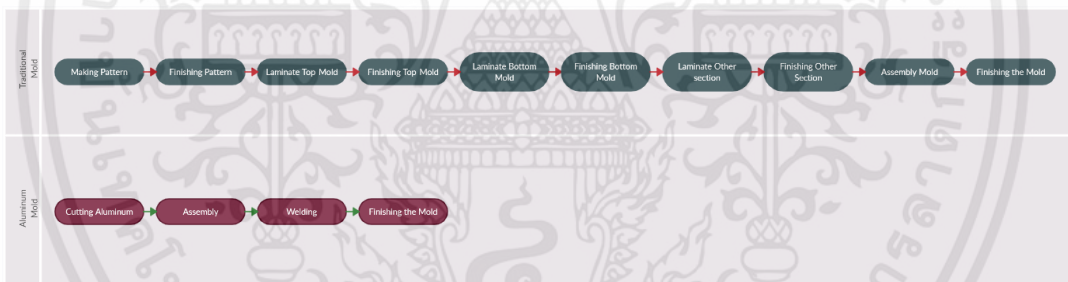 Traditional
Mold
Making Pattern
Finishing Pattern
Laminate Top Mold
Finishing Top Mold
Laminate Bottom
Mold
Finishing Bottom
Mold
Laminate Other
section
Finishing Other
Section
Assembly Mold
Finishing the Mold
Aluminum
Mold
Cutting Aluminum
Assembly
Welding
Finishing the Mold